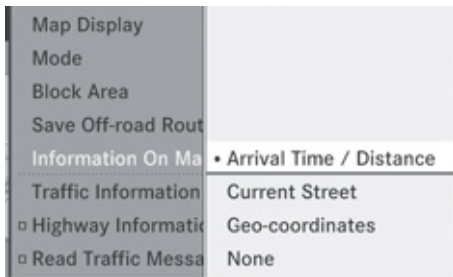 Map Display
Mode
Block Area
Save Off-road Rout
Information On Ma • Arrival Time / Distance
Traffic Information Current Street
Highway Informatic Geo-coordinates
Read Traffic Messa None